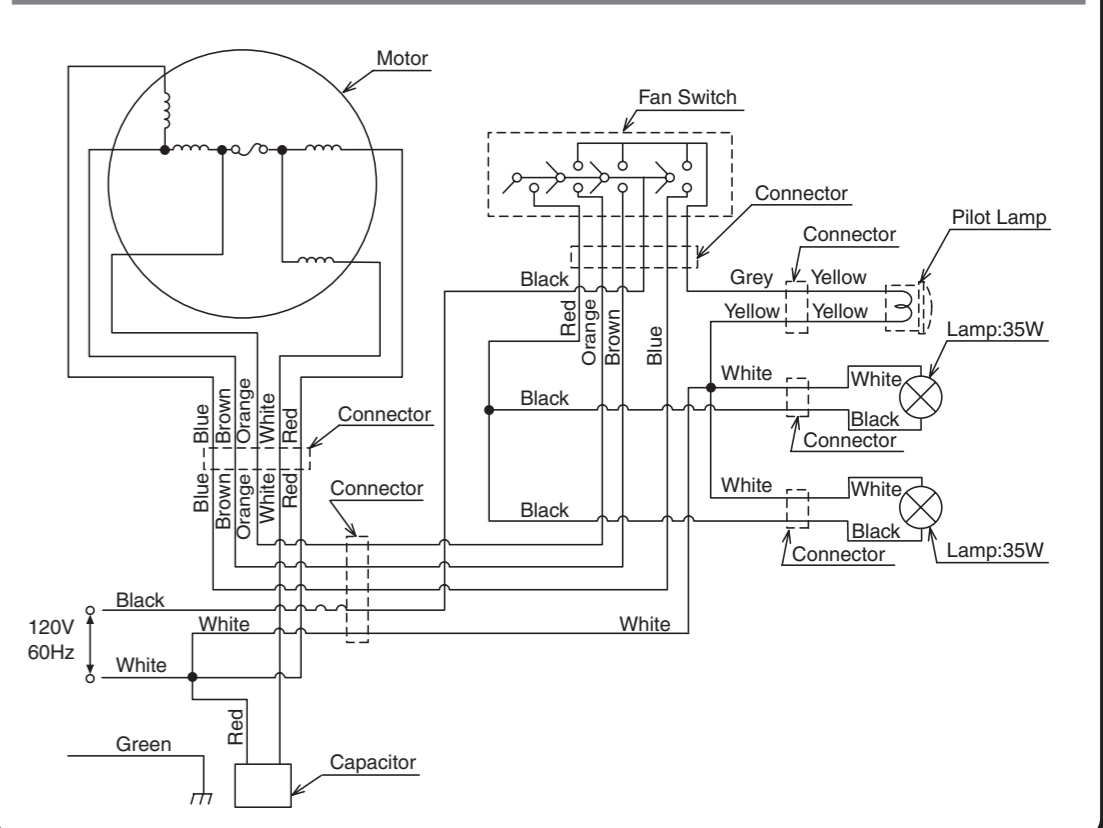 Motor
Fan Switch
Connector
Pilot Lamp
Connector
Black
Grey
Yellow
Red
Orange
Brown
Blue
Yellow
Yellow
Lamp:35W
White
White
Black
Black
Connector
Blue
Brown
Orange
White
Red
Connector
Blue
Brown
Orange
White
Red
Connector
White
White
Black
Black
Connector
Lamp:35W
Black
120V
60Hz
White
White
White
Red
Green
Capacitor